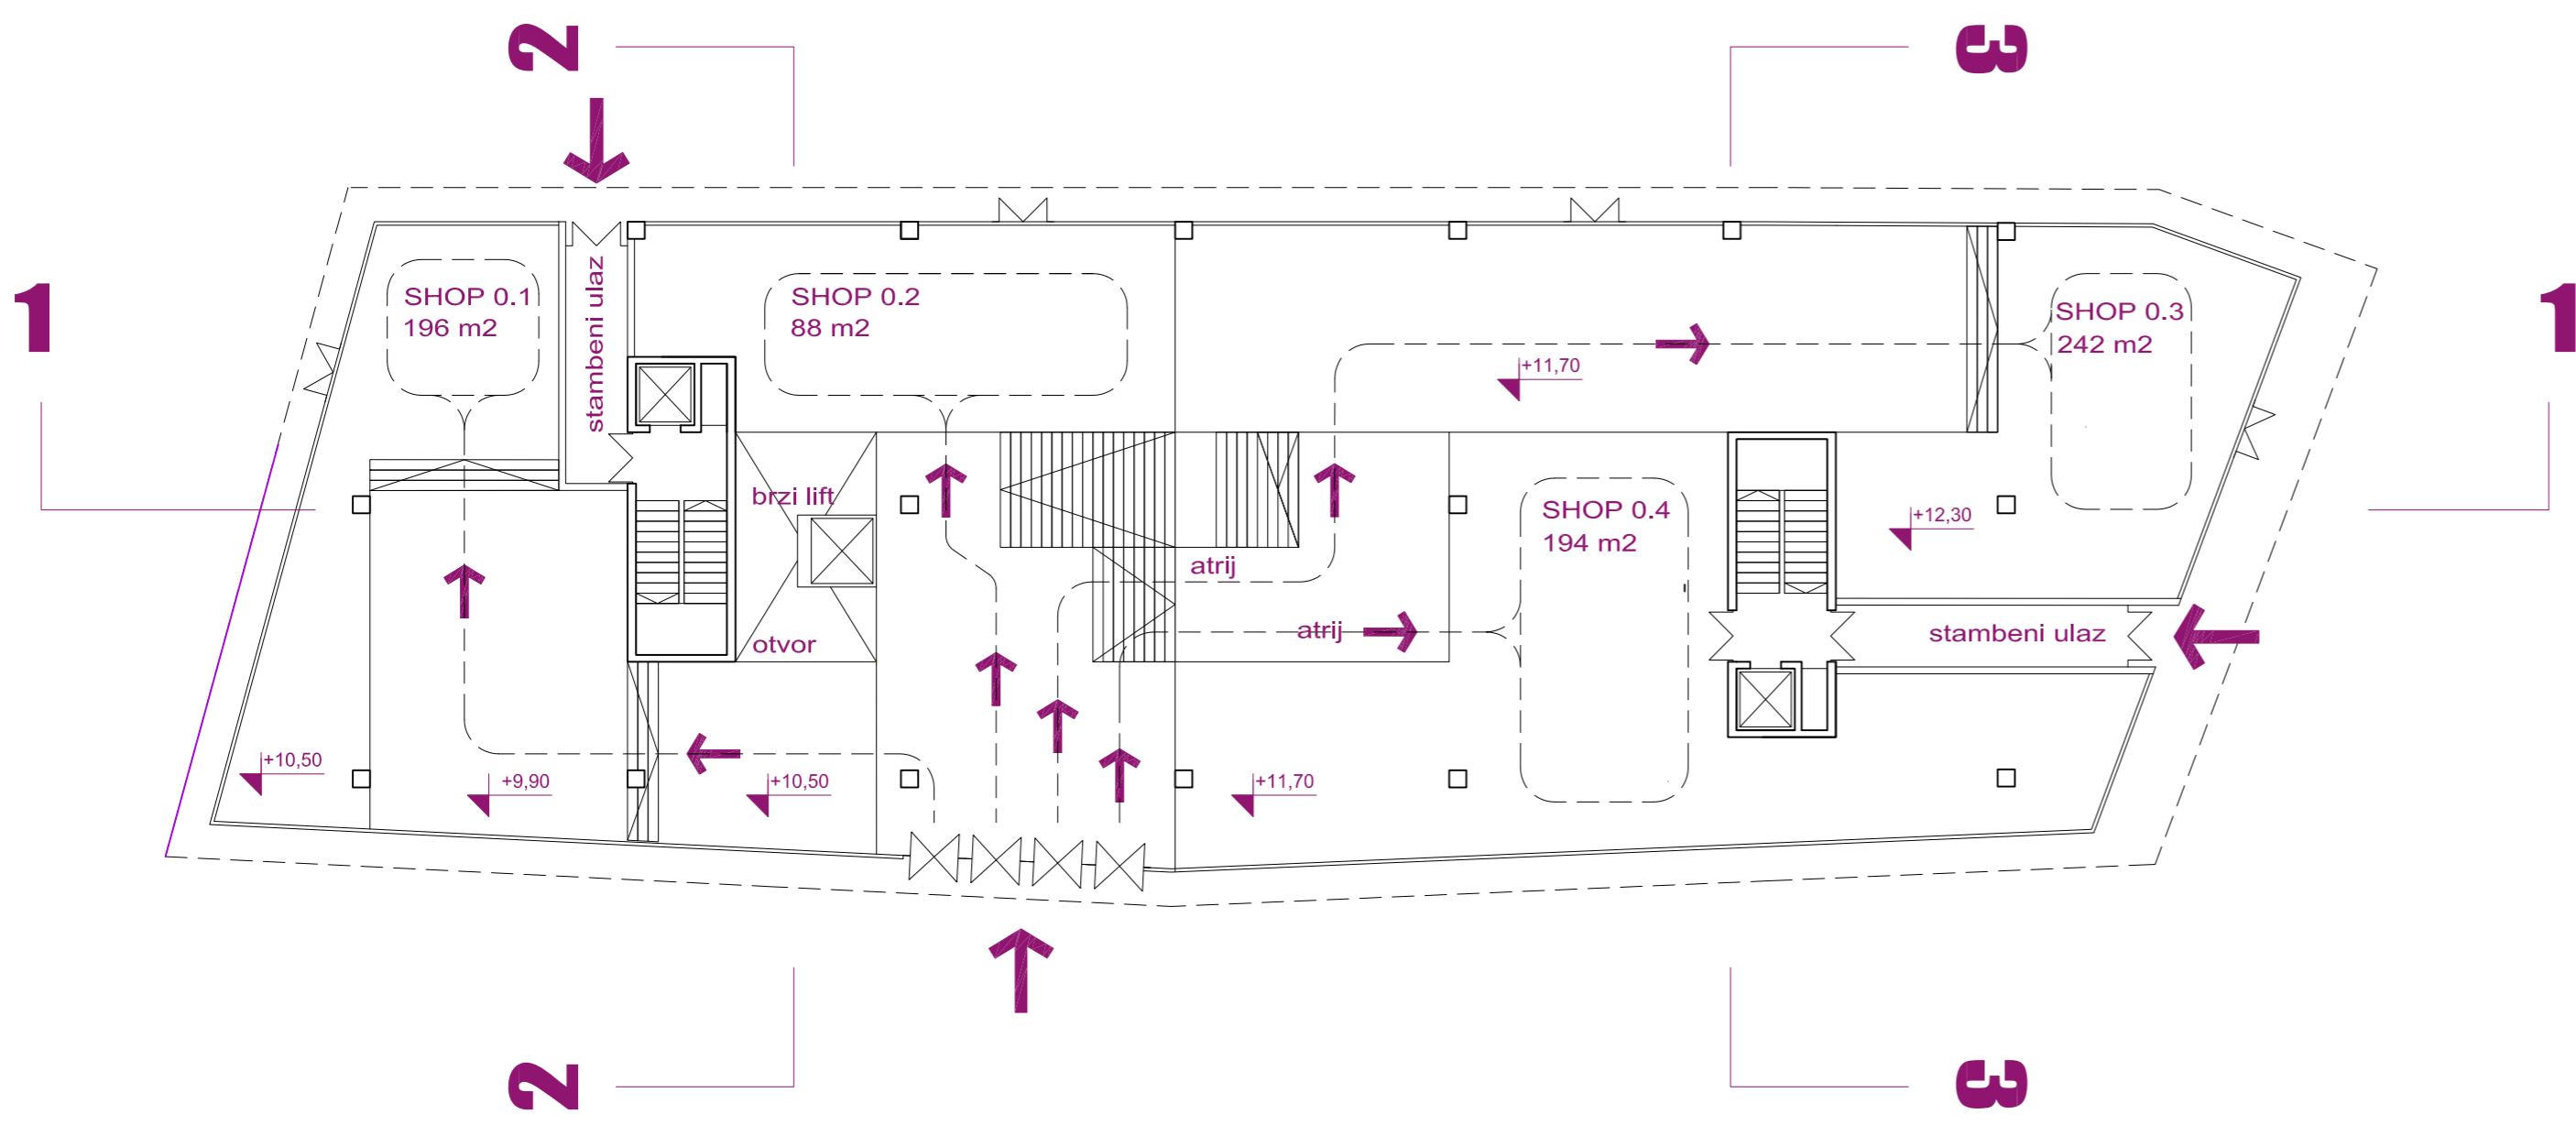 2
3
1
1
SHOP 0.1
196 m2
stambeni ulaz
SHOP 0.2
88 m2
SHOP 0.3
242 m2
+11,70
brzi lift
SHOP 0.4
194 m2
+12,30
atrij
atrij
otvor
stambeni ulaz
+10,50
+9,90
+10,50
+11,70
2
3